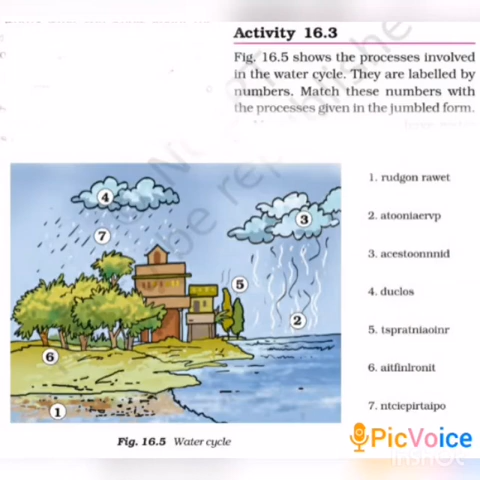 Activity 16.3
Fig. 16.5 shows the processes involved
in the water cycle. They are labelled by
numbers. Match these numbers with
the processes given in the jumbled form.
1. rudgon rawet
2. atooniaervp
3. acestoonnnid
4. duclos
5. tspratniaoinr
6. aitfinlronit
7. ntciepirtaipo
4
3
7
5
2
6
1
Fig. 16.5 Water cycle
PicVoice
InShOt